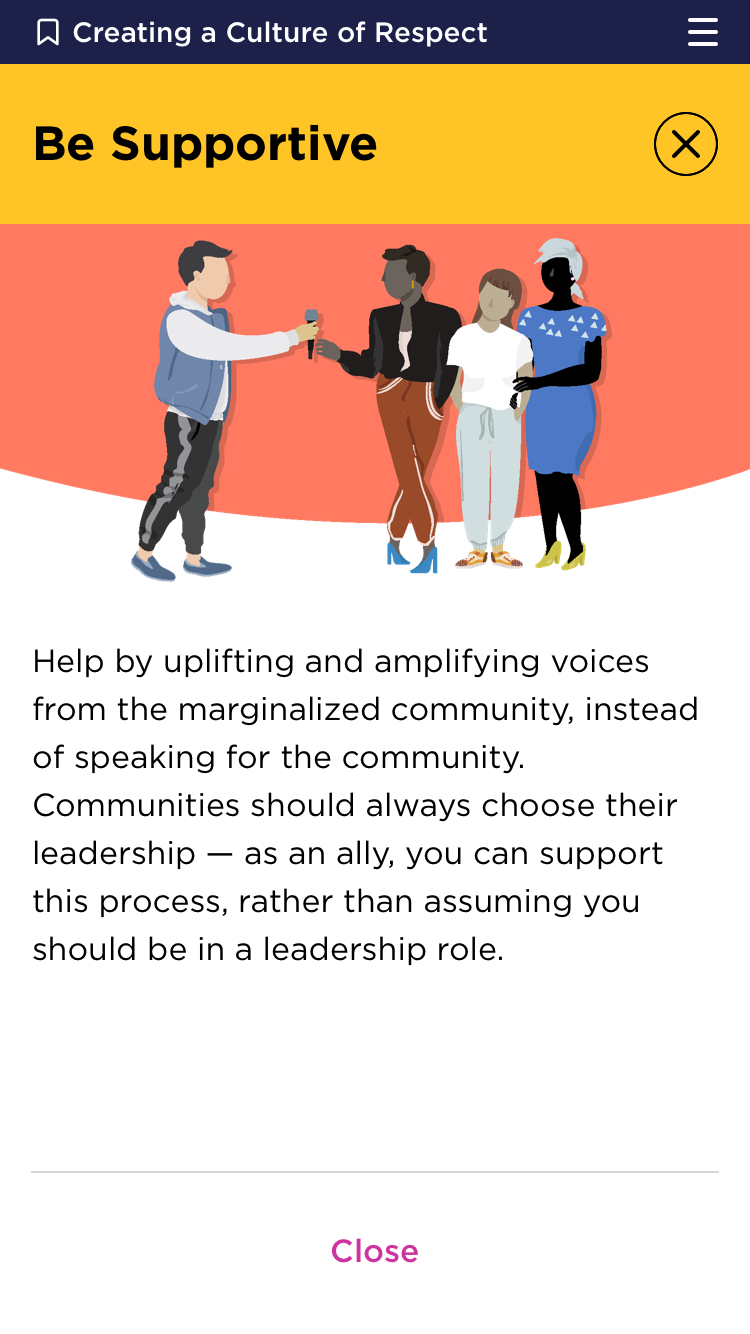 Creating a Culture of Respect
Be Supportive
Help by uplifting and amplifying voices
from the marginalized community, instead
of speaking for the community.
Communities should always choose their
leadership — as an ally, you can support
this process, rather than assuming you
should be in a leadership role.
Close